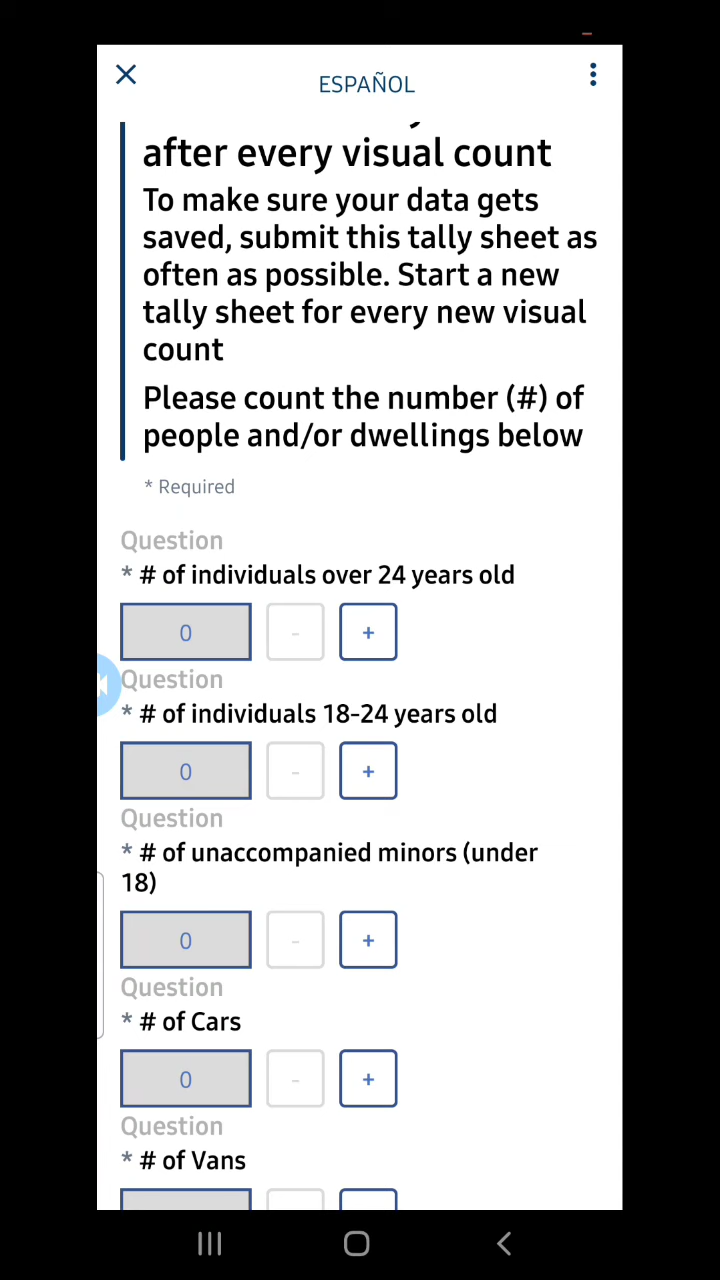 ESPAÑOL
after every visual count
To make sure your data gets
saved, submit this tally sheet as
often as possible. Start a new
tally sheet for every new visual
count
Please count the number (#) of
people and/or dwellings below
* Required
Question
* # of individuals over 24 years old
0 - +
Question
* # of individuals 18-24 years old
0 - +
Question
* # of unaccompanied minors (under
18)
0 - +
Question
* # of Cars
0 - +
Question
* # of Vans